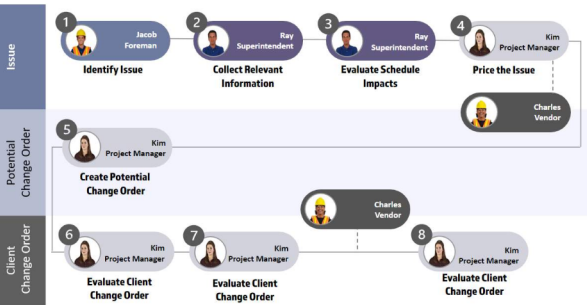 Issue
1
Jacob
Foreman
Identify Issue
2
Ray
Superintendent
Collect Relevant
Information
3
Ray
Superintendent
Evaluate Schedule
Impacts
4
Kim
Project Manager
Price the Issue
Charles
Vendor
Potential
Change Order
5
Kim
Project Manager
Create Potential
Change Order
Client
Change Order
6
Kim
Project Manager
Evaluate Client
Change Order
7
Kim
Project Manager
Evaluate Client
Change Order
Charles
Vendor
8
Kim
Project Manager
Evaluate Client
Change Order